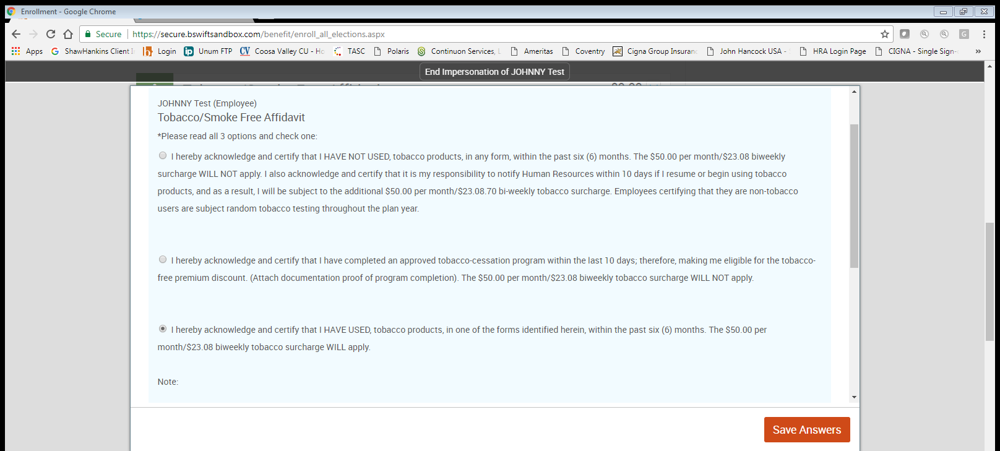 Enrollment - Google Chrome
Secure https://secure.bswiftsandbox.com/benefit/enroll_all_elections.aspx
Apps ShawHankins Client Login Unum FTP CV Coosa Valley CU - Ho TASC Polaris Continuon Services, Ameritas Coventry Cigna Group Insuran John Hancock USA - HRA Login Page CIGNA - Single Sign- »
End Impersonation of JOHNNY Test
JOHNNY Test (Employee)
Tobacco/Smoke Free Affidavit
*Please read all 3 options and check one:
I hereby acknowledge and certify that I HAVE NOT USED, tobacco products, in any form, within the past six (6) months. The $50.00 per month/$23.08 biweekly
surcharge WILL NOT apply. I also acknowledge and certify that it is my responsibility to notify Human Resources within 10 days if I resume or begin using tobacco
products, and as a result, I will be subject to the additional $50.00 per month/$23.08.70 bi-weekly tobacco surcharge. Employees certifying that they are non-tobacco
users are subject random tobacco testing throughout the plan year.
I hereby acknowledge and certify that I have completed an approved tobacco-cessation program within the last 10 days; therefore, making me eligible for the tobacco-
free premium discount. (Attach documentation proof of program completion). The $50.00 per month/$23.08 biweekly tobacco surcharge WILL NOT apply.
I hereby acknowledge and certify that I HAVE USED, tobacco products, in one of the forms identified herein, within the past six (6) months. The $50.00 per
month/$23.08 biweekly tobacco surcharge WILL apply.
Note:
Save Answers